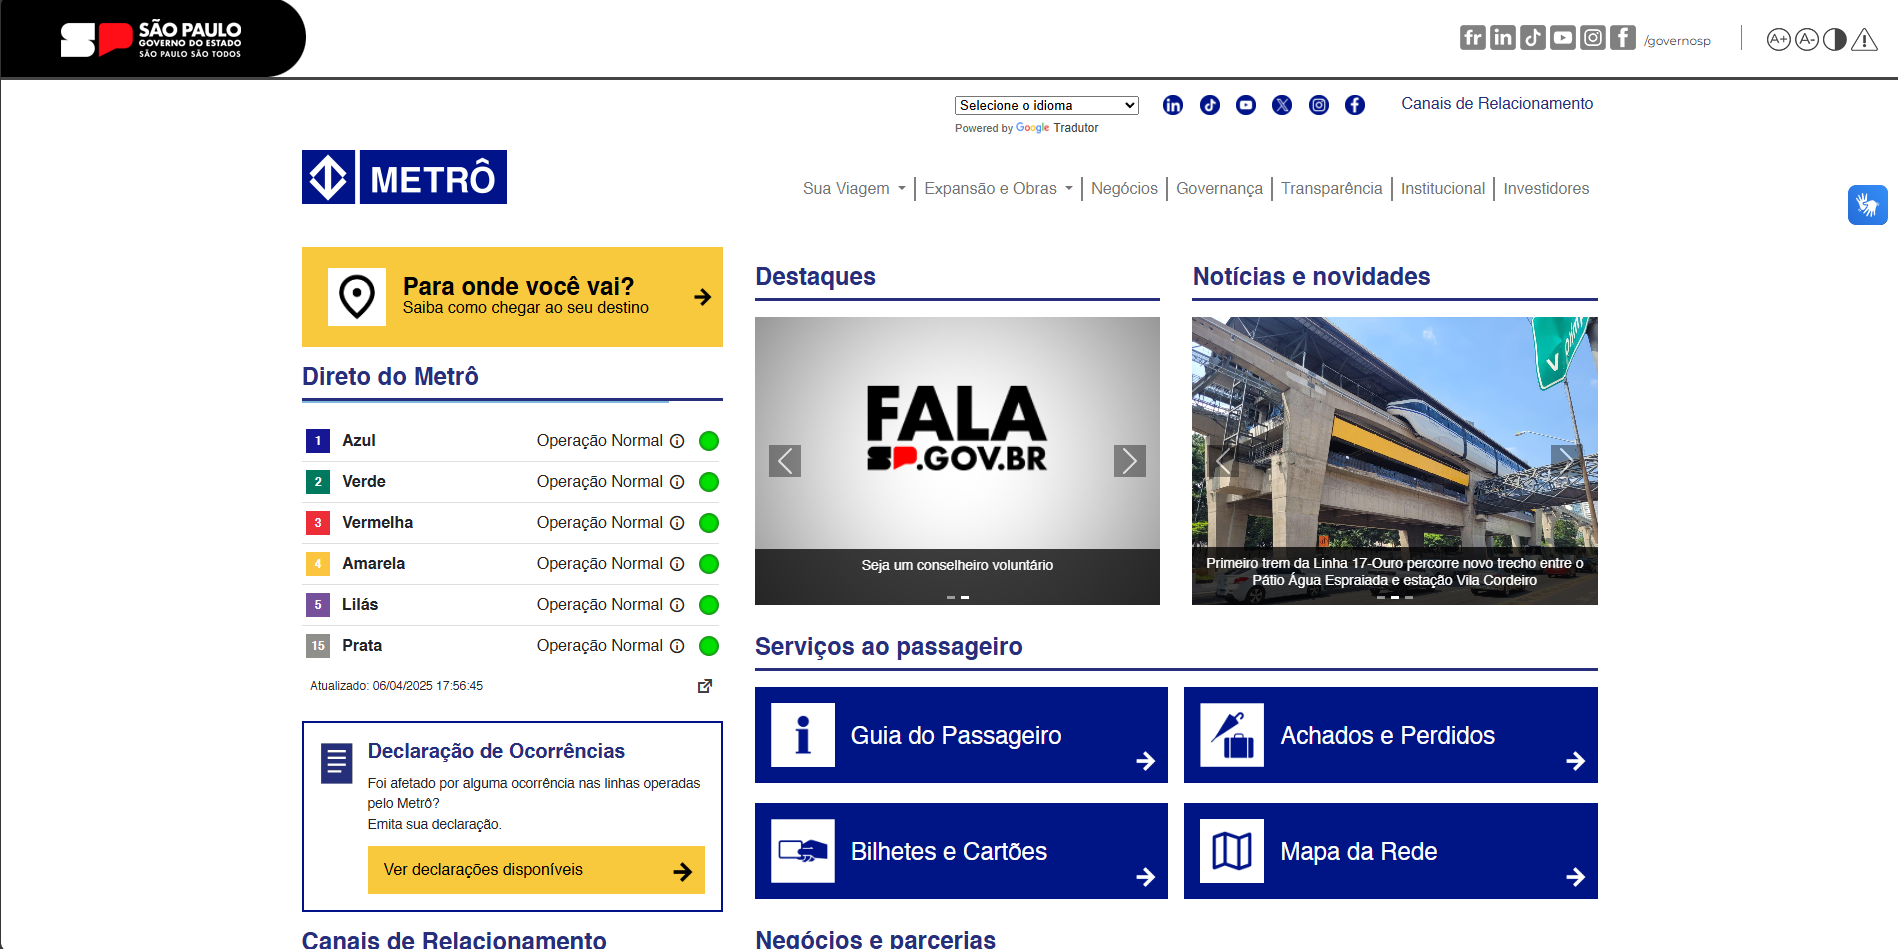 SÃO PAULO
GOVERNO DO ESTADO
SÃO PAULO SÃO TODOS
/governosp
A+ A-
Selecione o idioma
Powered by Google Tradutor
Canais de Relacionamento
METRÔ
Sua Viagem
Expansão e Obras
Negócios
Governança
Transparência
Institucional
Investidores
Para onde você vai?
Saiba como chegar ao seu destino
Direto do Metrô
1 Azul Operação Normal
2 Verde Operação Normal
3 Vermelha Operação Normal
4 Amarela Operação Normal
5 Lilás Operação Normal
15 Prata Operação Normal
Atualizado: 06/04/2025 17:56:45
Declaração de Ocorrências
Foi afetado por alguma ocorrência nas linhas operadas
pelo Metrô?
Emita sua declaração.
Ver declarações disponíveis
Canais de Relacionamento
Destaques
FALA
SP.GOV.BR
Seja um conselheiro voluntário
Notícias e novidades
Primeiro trem da Linha 17-Ouro percorre novo trecho entre o
Pátio Água Espraiada e estação Vila Cordeiro
Serviços ao passageiro
Guia do Passageiro
Achados e Perdidos
Bilhetes e Cartões
Mapa da Rede
Negócios e parcerias